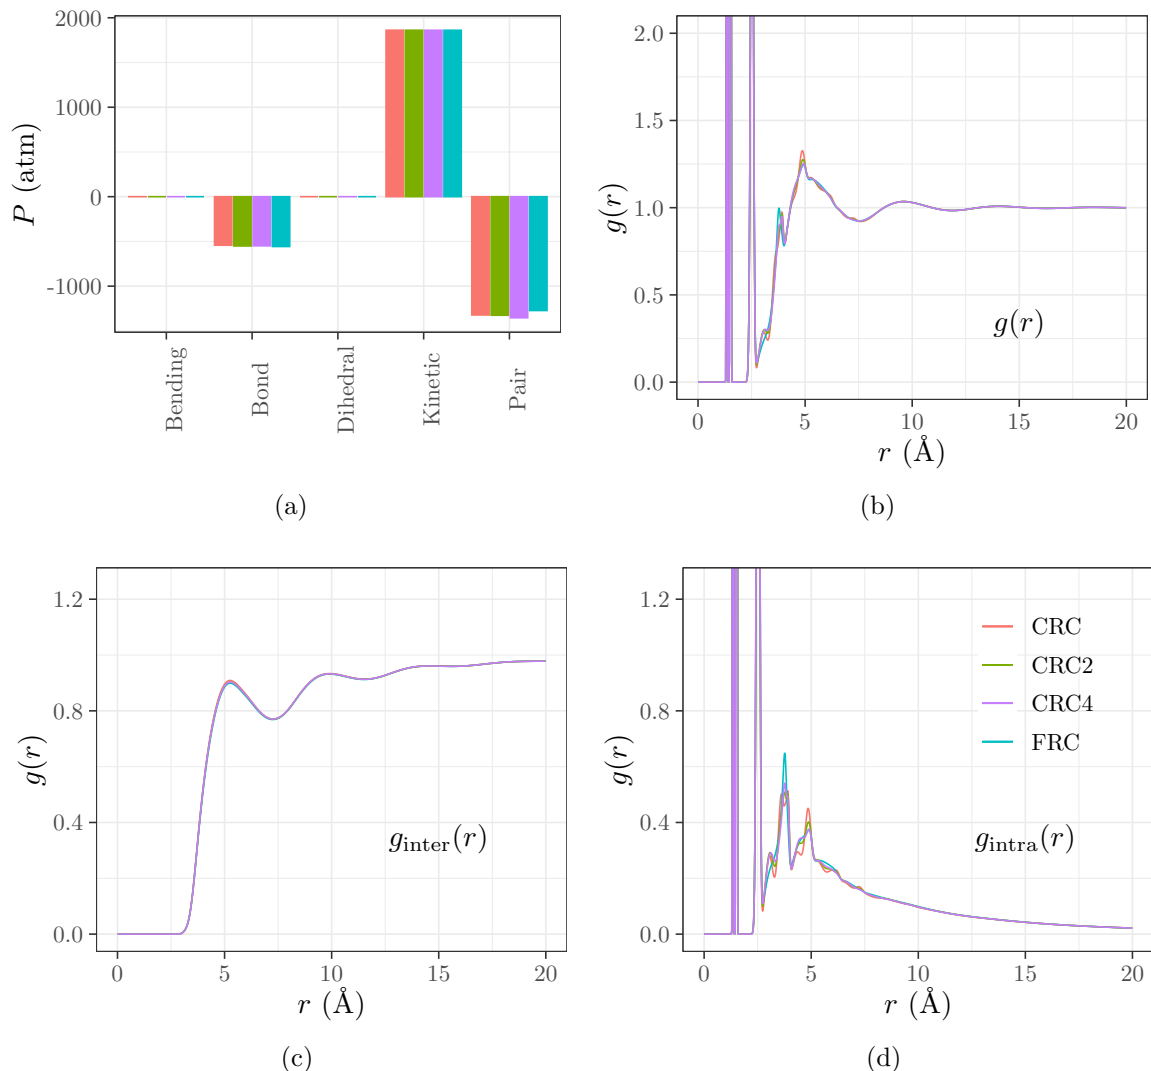 2000
1000
0
-1000
P (atm)
Bending
Bond
Dihedral
Kinetic
Pair
(a)
2.0
1.5
1.0
0.5
0.0
g(r)
g(r)
0 5 10 15 20
r (Å)
(b)
1.2
0.8
0.4
0.0
g(r)
g_inter(r)
0 5 10 15 20
r (Å)
(c)
1.2
0.8
0.4
0.0
g(r)
CRC
CRC2
CRC4
FRC
g_intra(r)
0 5 10 15 20
r (Å)
(d)